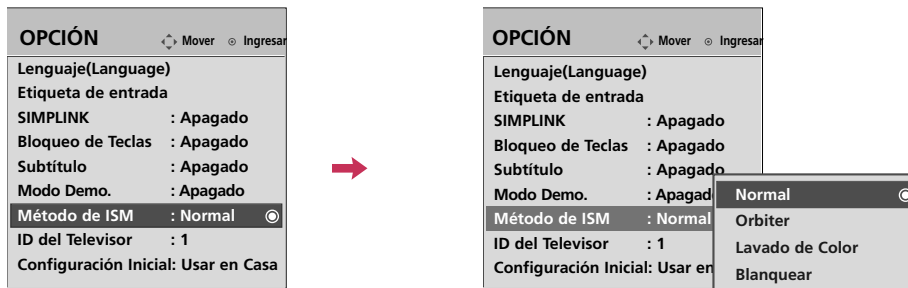 OPCIÓN Mover Ingresar
Lenguaje(Language)
Etiqueta de entrada
SIMPLINK : Apagado
Bloqueo de Teclas : Apagado
Subtítulo : Apagado
Modo Demo. : Apagado
Método de ISM : Normal
ID del Televisor : 1
Configuración Inicial: Usar en Casa
OPCIÓN Mover Ingresar
Lenguaje(Language)
Etiqueta de entrada
SIMPLINK : Apagado
Bloqueo de Teclas : Apagado
Subtítulo : Apagado
Modo Demo. : Apagad
Método de ISM : Normal
ID del Televisor : 1
Configuración Inicial: Usar en
Normal
Orbiter
Lavado de Color
Blanquear